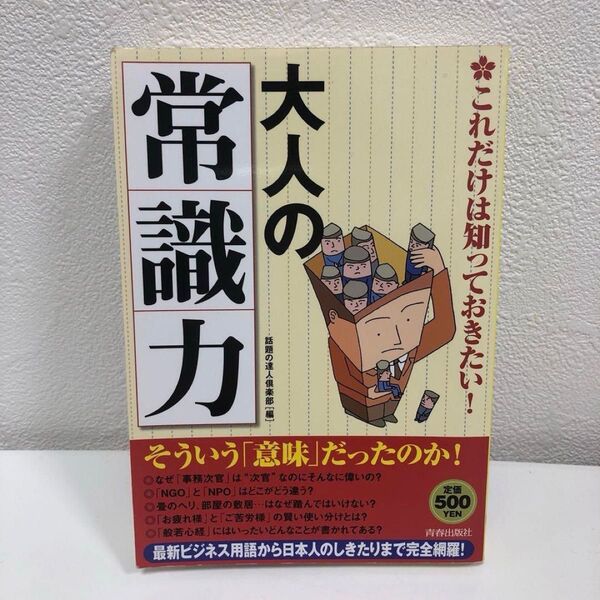 これだけは知っておきたい！
大人の
常識力
話題の達人倶楽部［編］
そういう「意味」だったのか！
◎なぜ「事務次官」は“次官”なのにそんなに偉いの？
◎「NGO」と「NPO」はどこがどう違う？
◎畳のヘリ、部屋の敷居…はなぜ踏んではいけない？
◎「お疲れ様」と「ご苦労様」の賢い使い分けとは？
◎「般若心経」にはいったいどんなことが書かれてある？
定価
500
YEN
青春出版社
最新ビジネス用語から日本人のしきたりまで完全網羅！